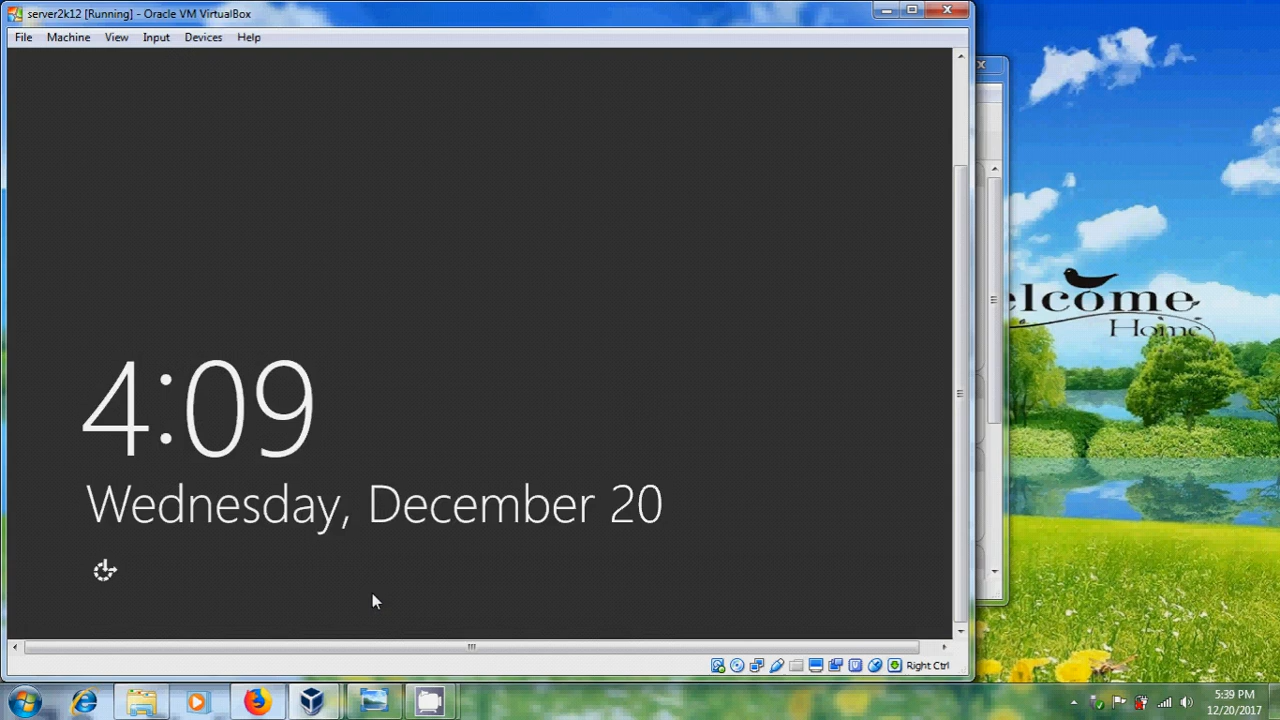 server2k12 [Running] - Oracle VM VirtualBox
File Machine View Input Devices Help
elcome
Home
4:09
Wednesday, December 20
Right Ctrl
5:39 PM
12/20/2017